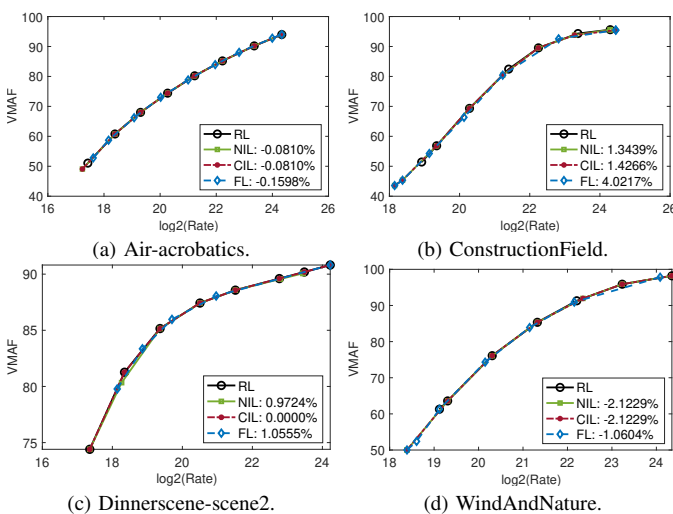 100
90
80
70
60
50
40
VMAF
RL
NIL: -0.0810%
CIL: -0.0810%
FL: -0.1598%
16 18 20 22 24 26
log2(Rate)
(a) Air-acrobatics.
100
90
80
70
60
50
40
VMAF
RL
NIL: 1.3439%
CIL: 1.4266%
FL: 4.0217%
18 20 22 24 26
log2(Rate)
(b) ConstructionField.
90
85
80
75
VMAF
RL
NIL: 0.9724%
CIL: 0.0000%
FL: 1.0555%
16 18 20 22 24
log2(Rate)
(c) Dinnerscene-scene2.
100
90
80
70
60
50
VMAF
RL
NIL: -2.1229%
CIL: -2.1229%
FL: -1.0604%
18 19 20 21 22 23 24
log2(Rate)
(d) WindAndNature.